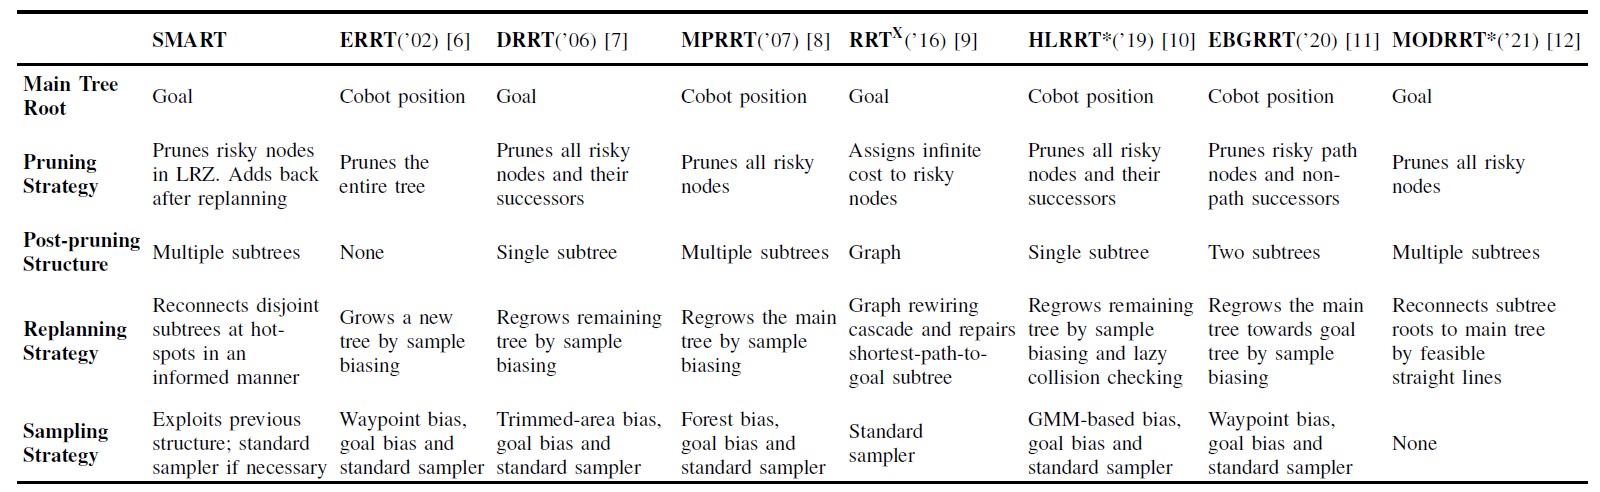 SMART ERRT('02) [6] DRRT('06) [7] MPRRT('07) [8] RRTX('16) [9] HLRRT*('19) [10] EBGRRT('20) [11] MODRRT*('21) [12]
Main Tree
Root
Goal
Cobot position
Goal
Cobot position
Goal
Cobot position
Cobot position
Goal
Pruning
Strategy
Prunes risky nodes
in LRZ. Adds back
after replanning
Prunes the
entire tree
Prunes all risky
nodes and their
successors
Prunes all risky
nodes
Assigns infinite
cost to risky
nodes
Prunes all risky
nodes and their
successors
Prunes risky path
nodes and non-
path successors
Prunes all risky
nodes
Post-pruning
Structure
Multiple subtrees
None
Single subtree
Multiple subtrees
Graph
Single subtree
Two subtrees
Multiple subtrees
Replanning
Strategy
Reconnects disjoint
subtrees at hot-
spots in an
informed manner
Grows a new
tree by sample
biasing
Regrows remaining
tree by sample
biasing
Regrows the main
tree by sample
biasing
Graph rewiring
cascade and repairs
shortest-path-to-
goal subtree
Regrows remaining
tree by sample
biasing and lazy
collision checking
Regrows the main
tree towards goal
tree by sample
biasing
Reconnects subtree
roots to main tree
by feasible
straight lines
Sampling
Strategy
Exploits previous
structure; standard
sampler if necessary
Waypoint bias,
goal bias and
standard sampler
Trimmed-area bias,
goal bias and
standard sampler
Forest bias,
goal bias and
standard sampler
Standard
sampler
GMM-based bias,
goal bias and
standard sampler
Waypoint bias,
goal bias and
standard sampler
None